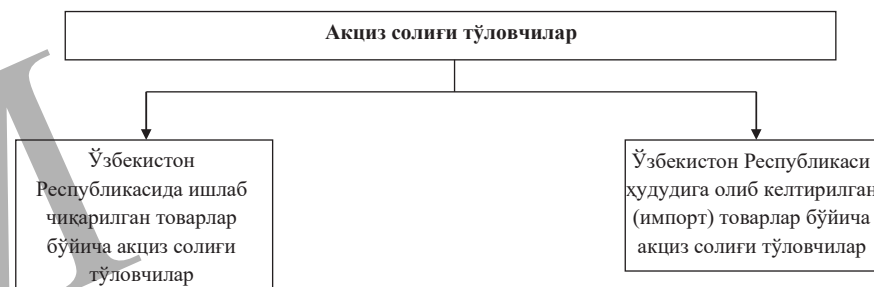 Акциз солиғи тўловчилар
Ўзбекистон
Республикасида ишлаб
чиқарилган товарлар
бўйича акциз солиғи
тўловчилар
Ўзбекистон Республикаси
ҳудудига олиб келтирилган
(импорт) товарлар бўйича
акциз солиғи тўловчилар